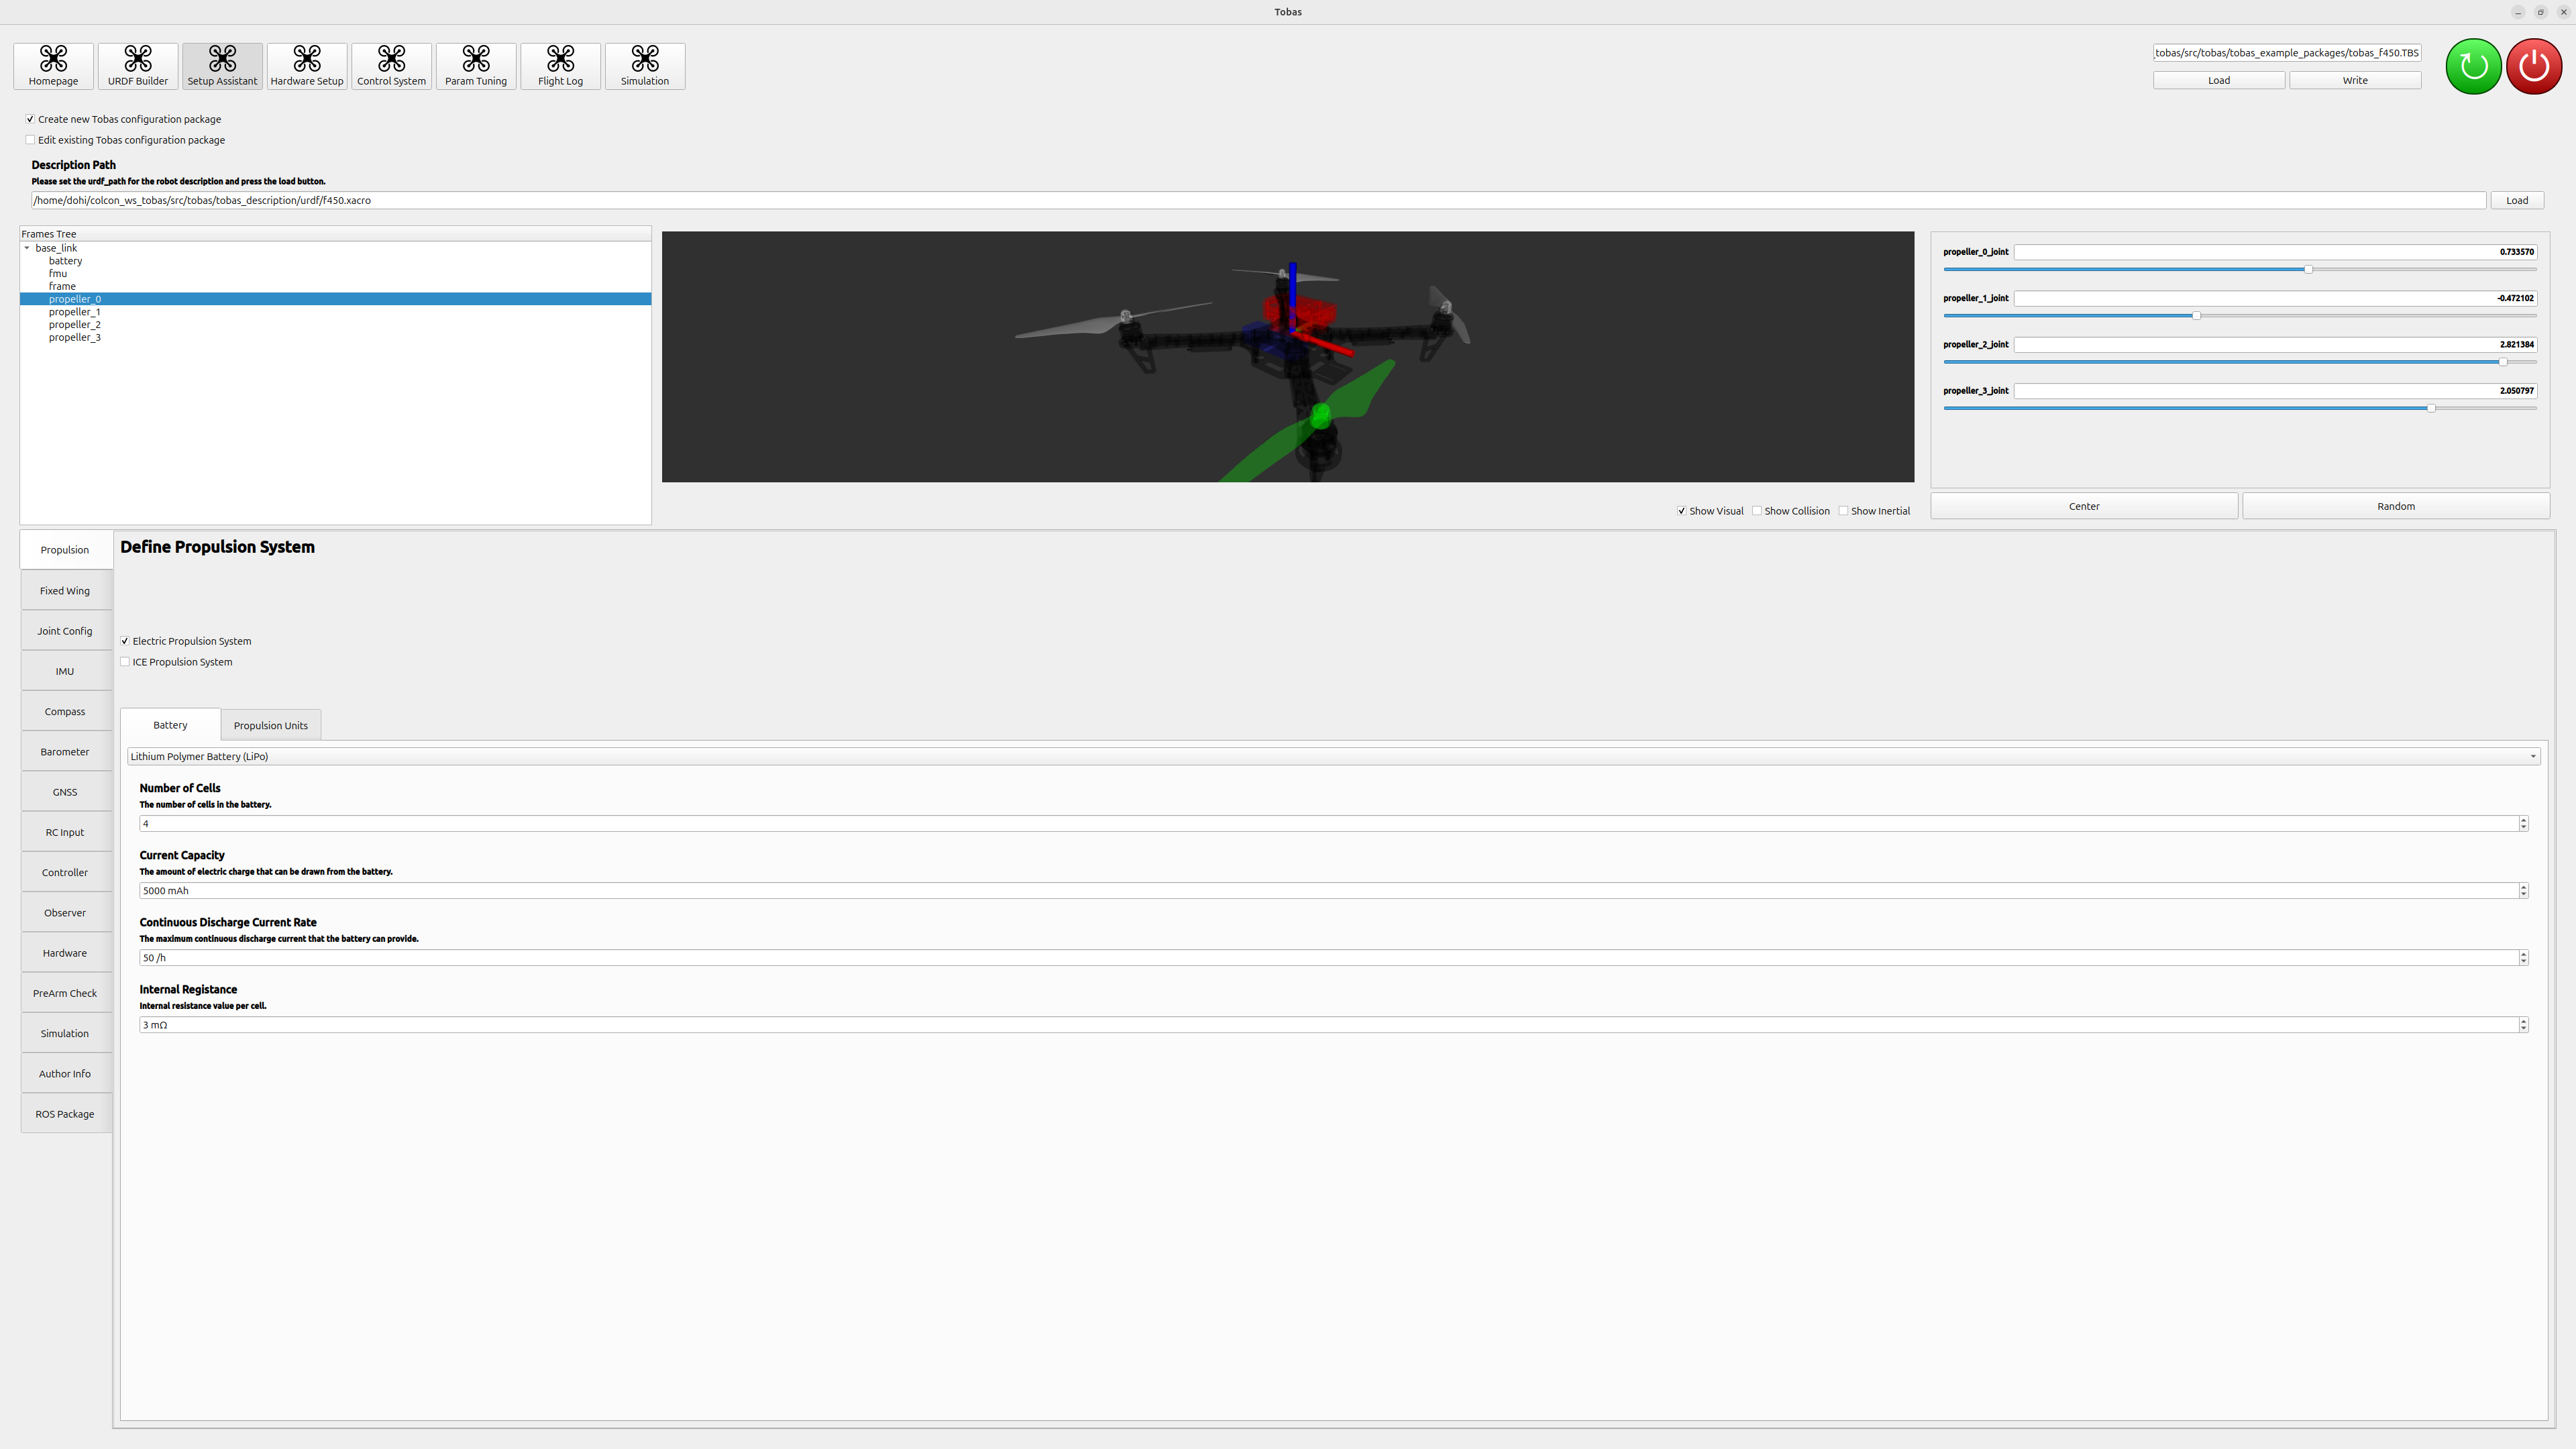 Tobas
Homepage
URDF Builder
Setup Assistant
Hardware Setup
Control System
Param Tuning
Flight Log
Simulation
tobas/src/tobas/tobas_example_packages/tobas_f450.TBS
Load
Write
Create new Tobas configuration package
Edit existing Tobas configuration package
Description Path
Please set the urdf_path for the robot description and press the load button.
/home/dohi/colcon_ws_tobas/src/tobas/tobas_description/urdf/f450.xacro
Load
Frames Tree
base_link
battery
fmu
frame
propeller_0
propeller_1
propeller_2
propeller_3
Show Visual
Show Collision
Show Inertial
propeller_0_joint
0.733570
propeller_1_joint
-0.472102
propeller_2_joint
2.821384
propeller_3_joint
2.050797
Center
Random
Propulsion
Fixed Wing
Joint Config
IMU
Compass
Barometer
GNSS
RC Input
Controller
Observer
Hardware
PreArm Check
Simulation
Author Info
ROS Package
Define Propulsion System
Electric Propulsion System
ICE Propulsion System
Battery
Propulsion Units
Lithium Polymer Battery (LiPo)
Number of Cells
The number of cells in the battery.
4
Current Capacity
The amount of electric charge that can be drawn from the battery.
5000 mAh
Continuous Discharge Current Rate
The maximum continuous discharge current that the battery can provide.
50 /h
Internal Registance
Internal resistance value per cell.
3 mΩ